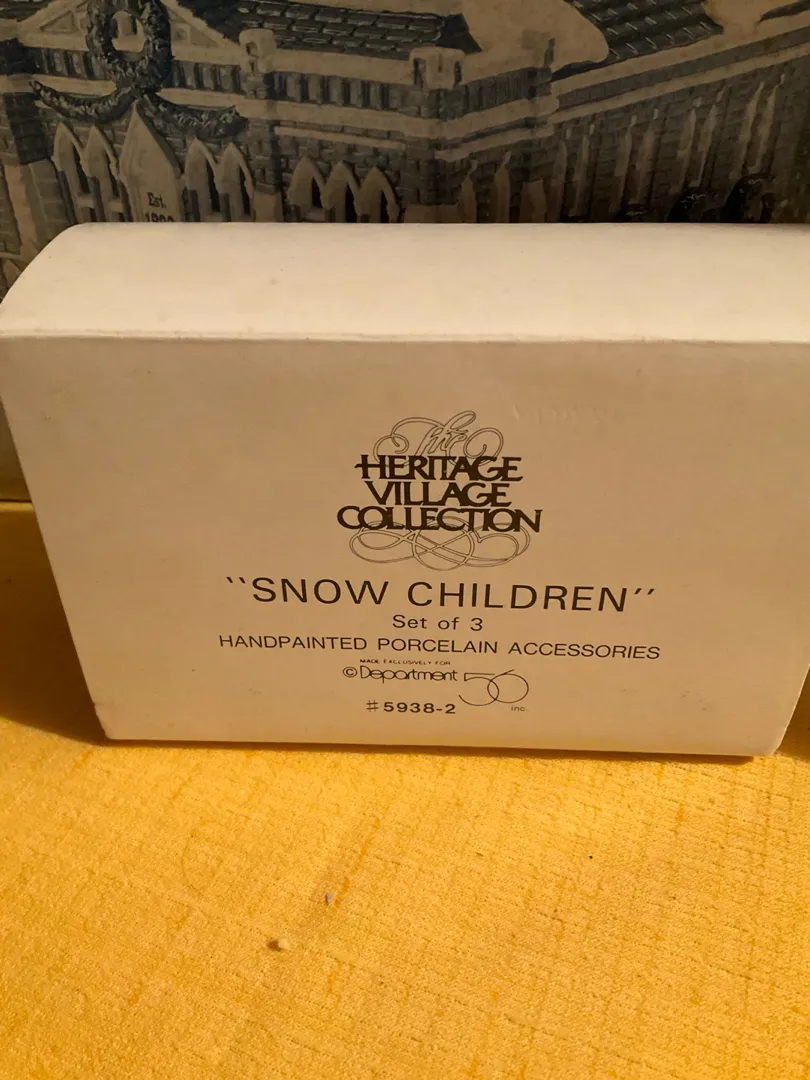 Est.
The
HERITAGE
VILLAGE
COLLECTION
"SNOW CHILDREN"
Set of 3
HANDPAINTED PORCELAIN ACCESSORIES
MADE EXCLUSIVELY FOR
© Department 56
inc.
#5938-2